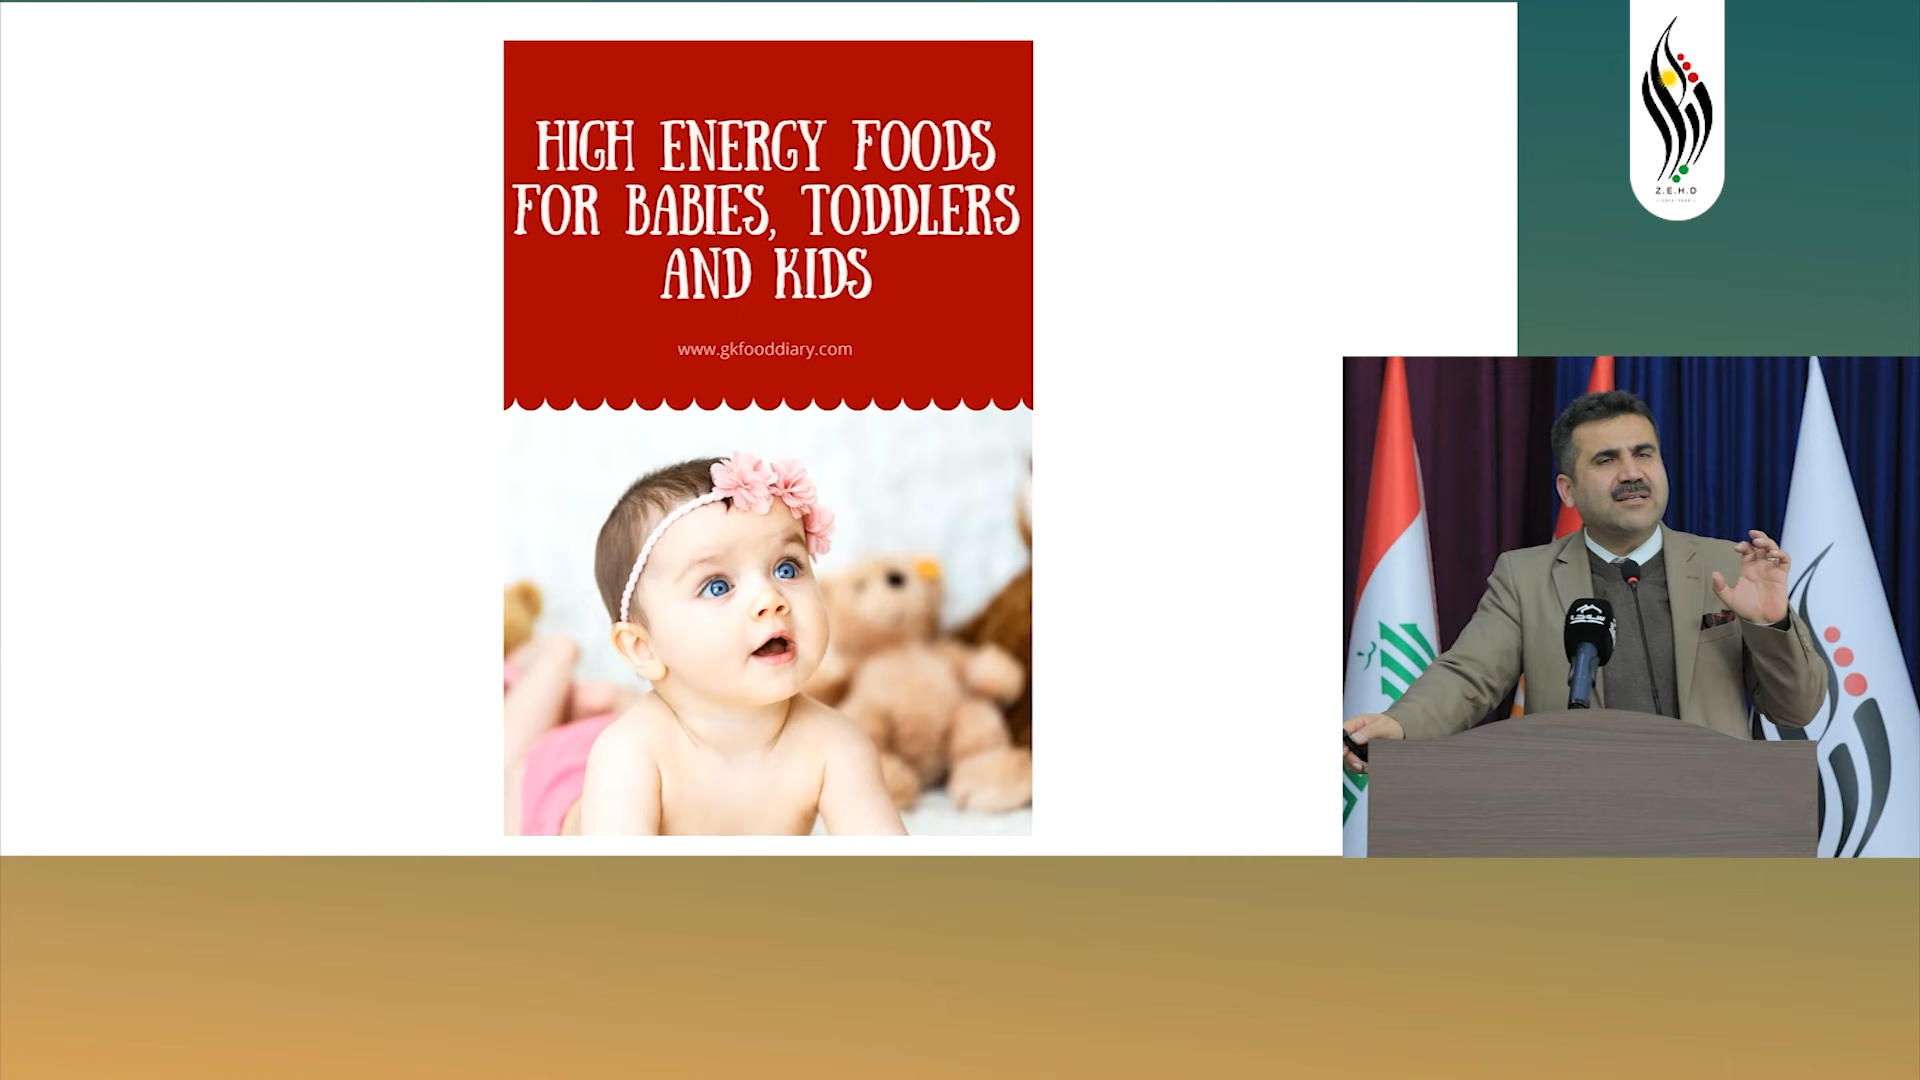 HIGH ENERGY FOODS
FOR BABIES, TODDLERS
AND KIDS
www.gkfooddiary.com
Z.E.H.D